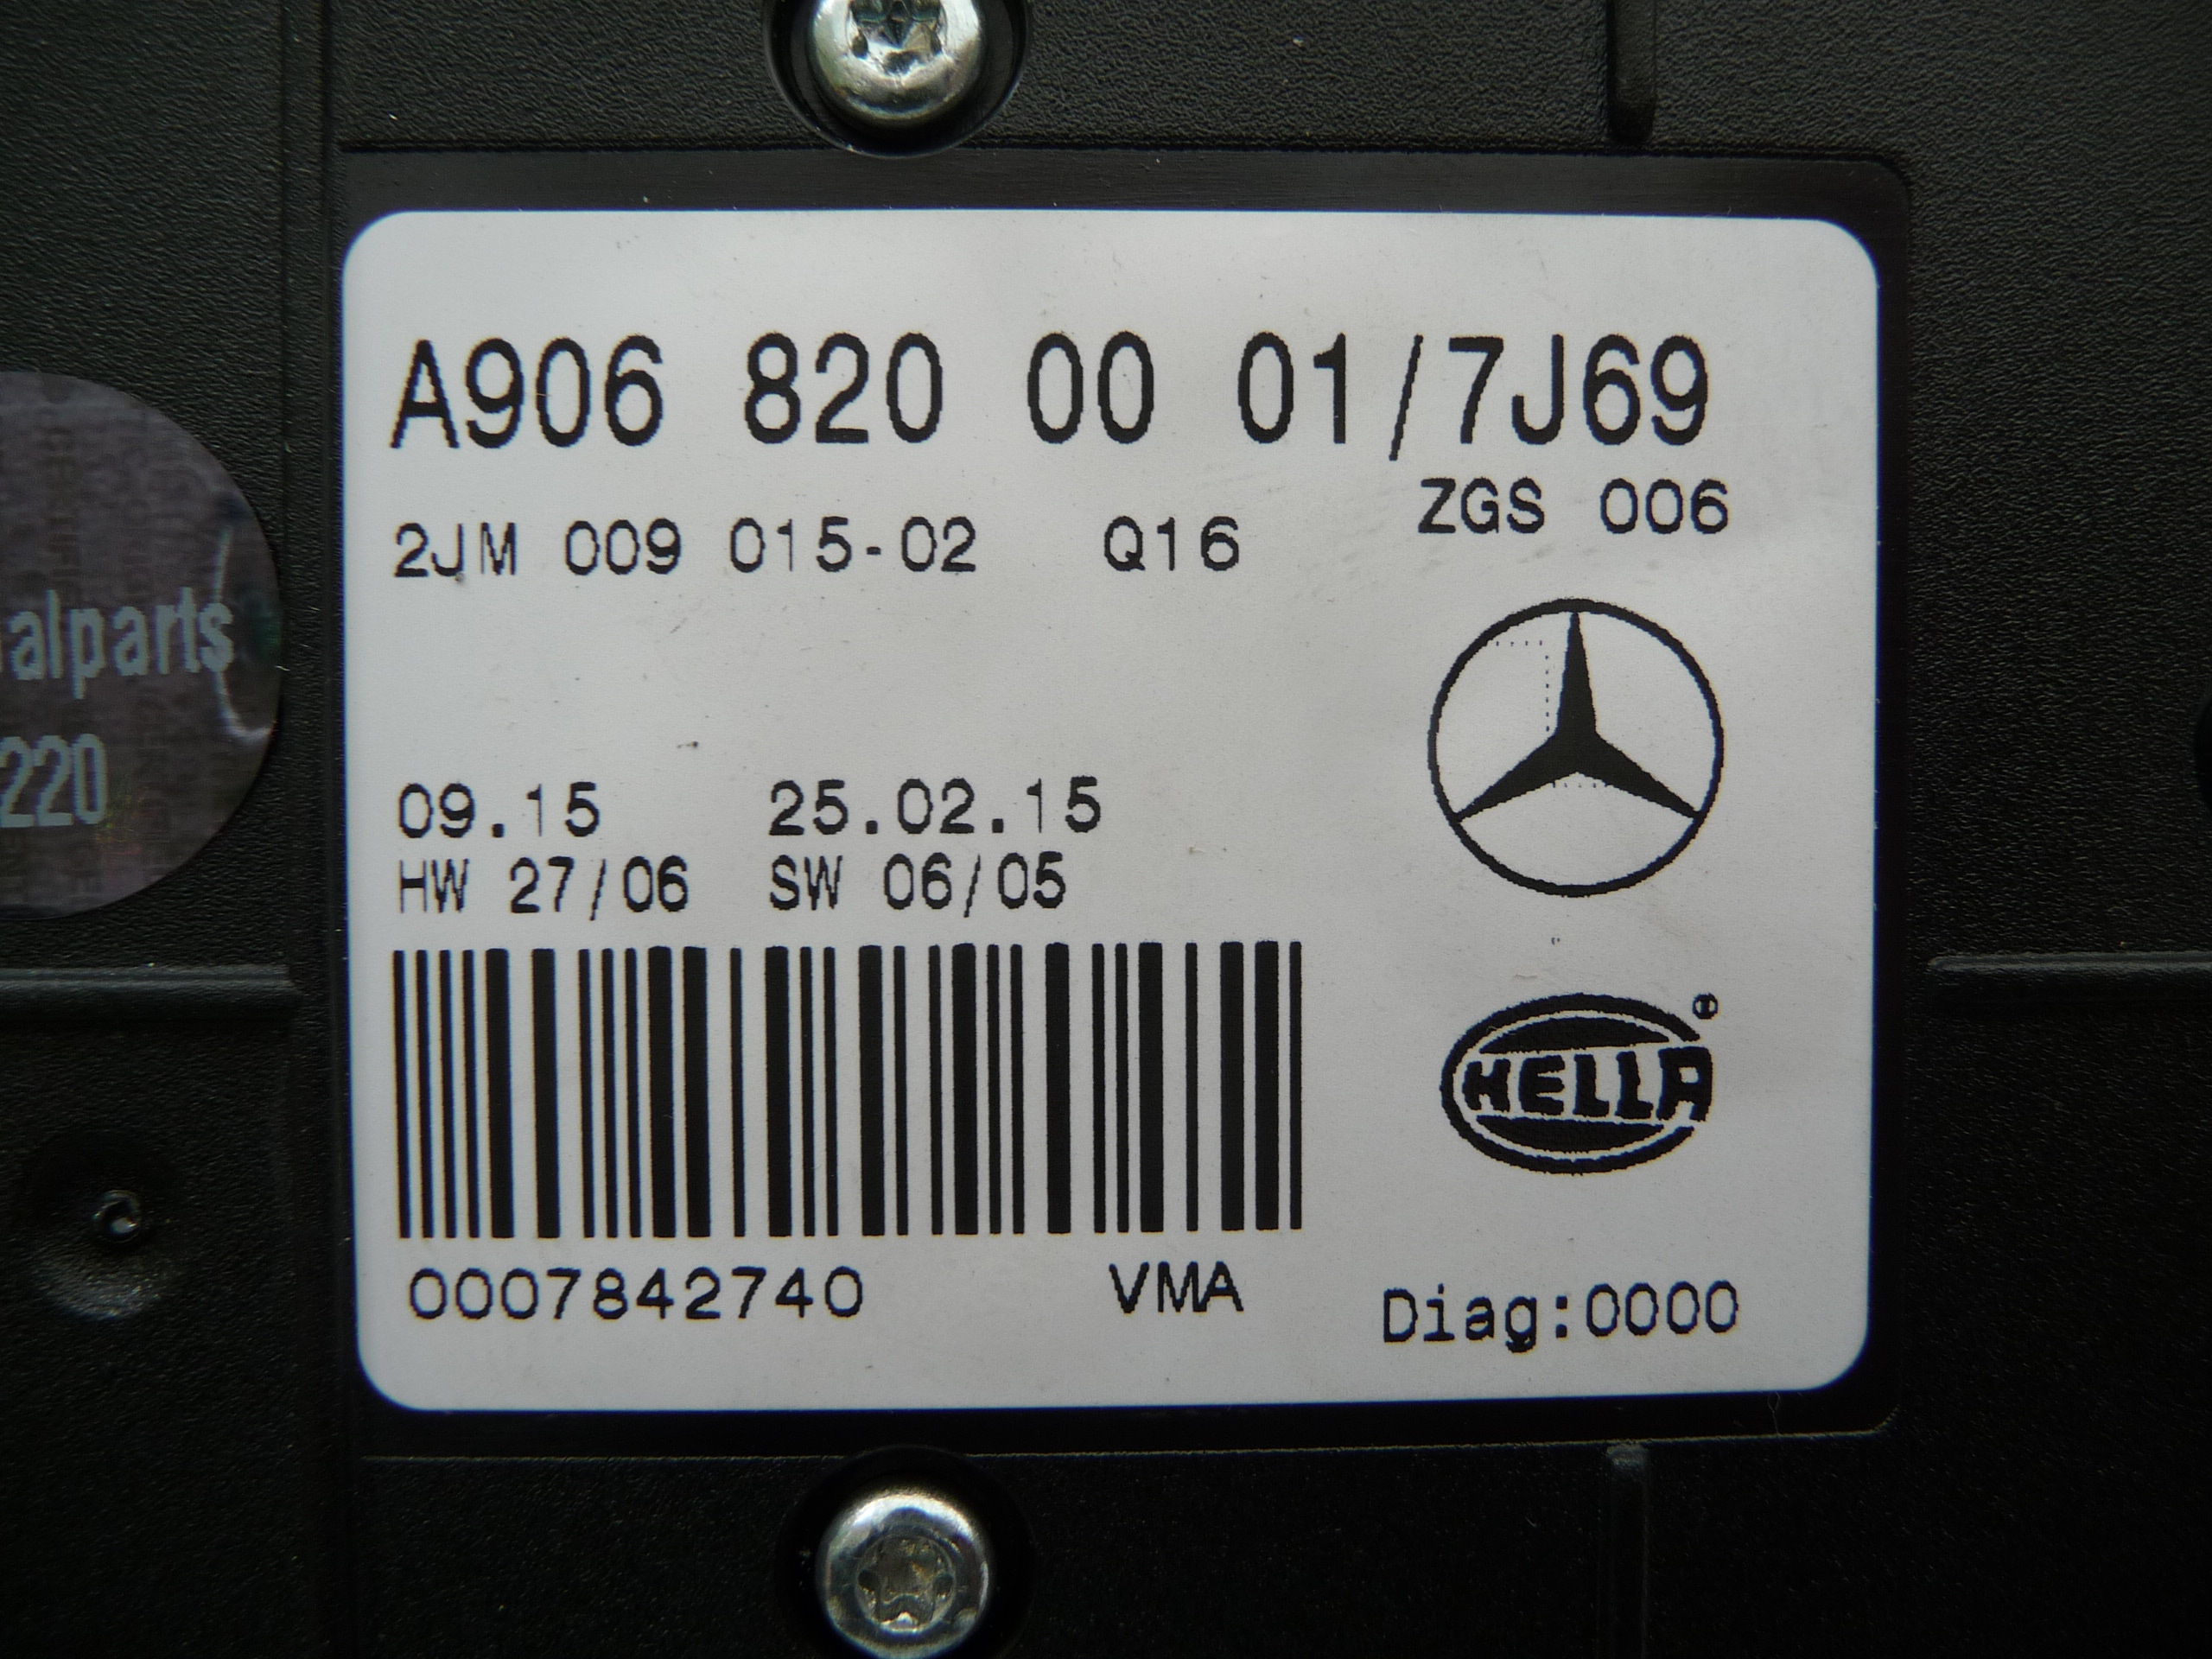 A906 820 00 01/7J69
ZGS 006
2JM 009 015-02 Q16
09.15 25.02.15
HW 27/06 SW 06/05
HELLA®
0007842740 VMA
Diag:0000
alparts
220